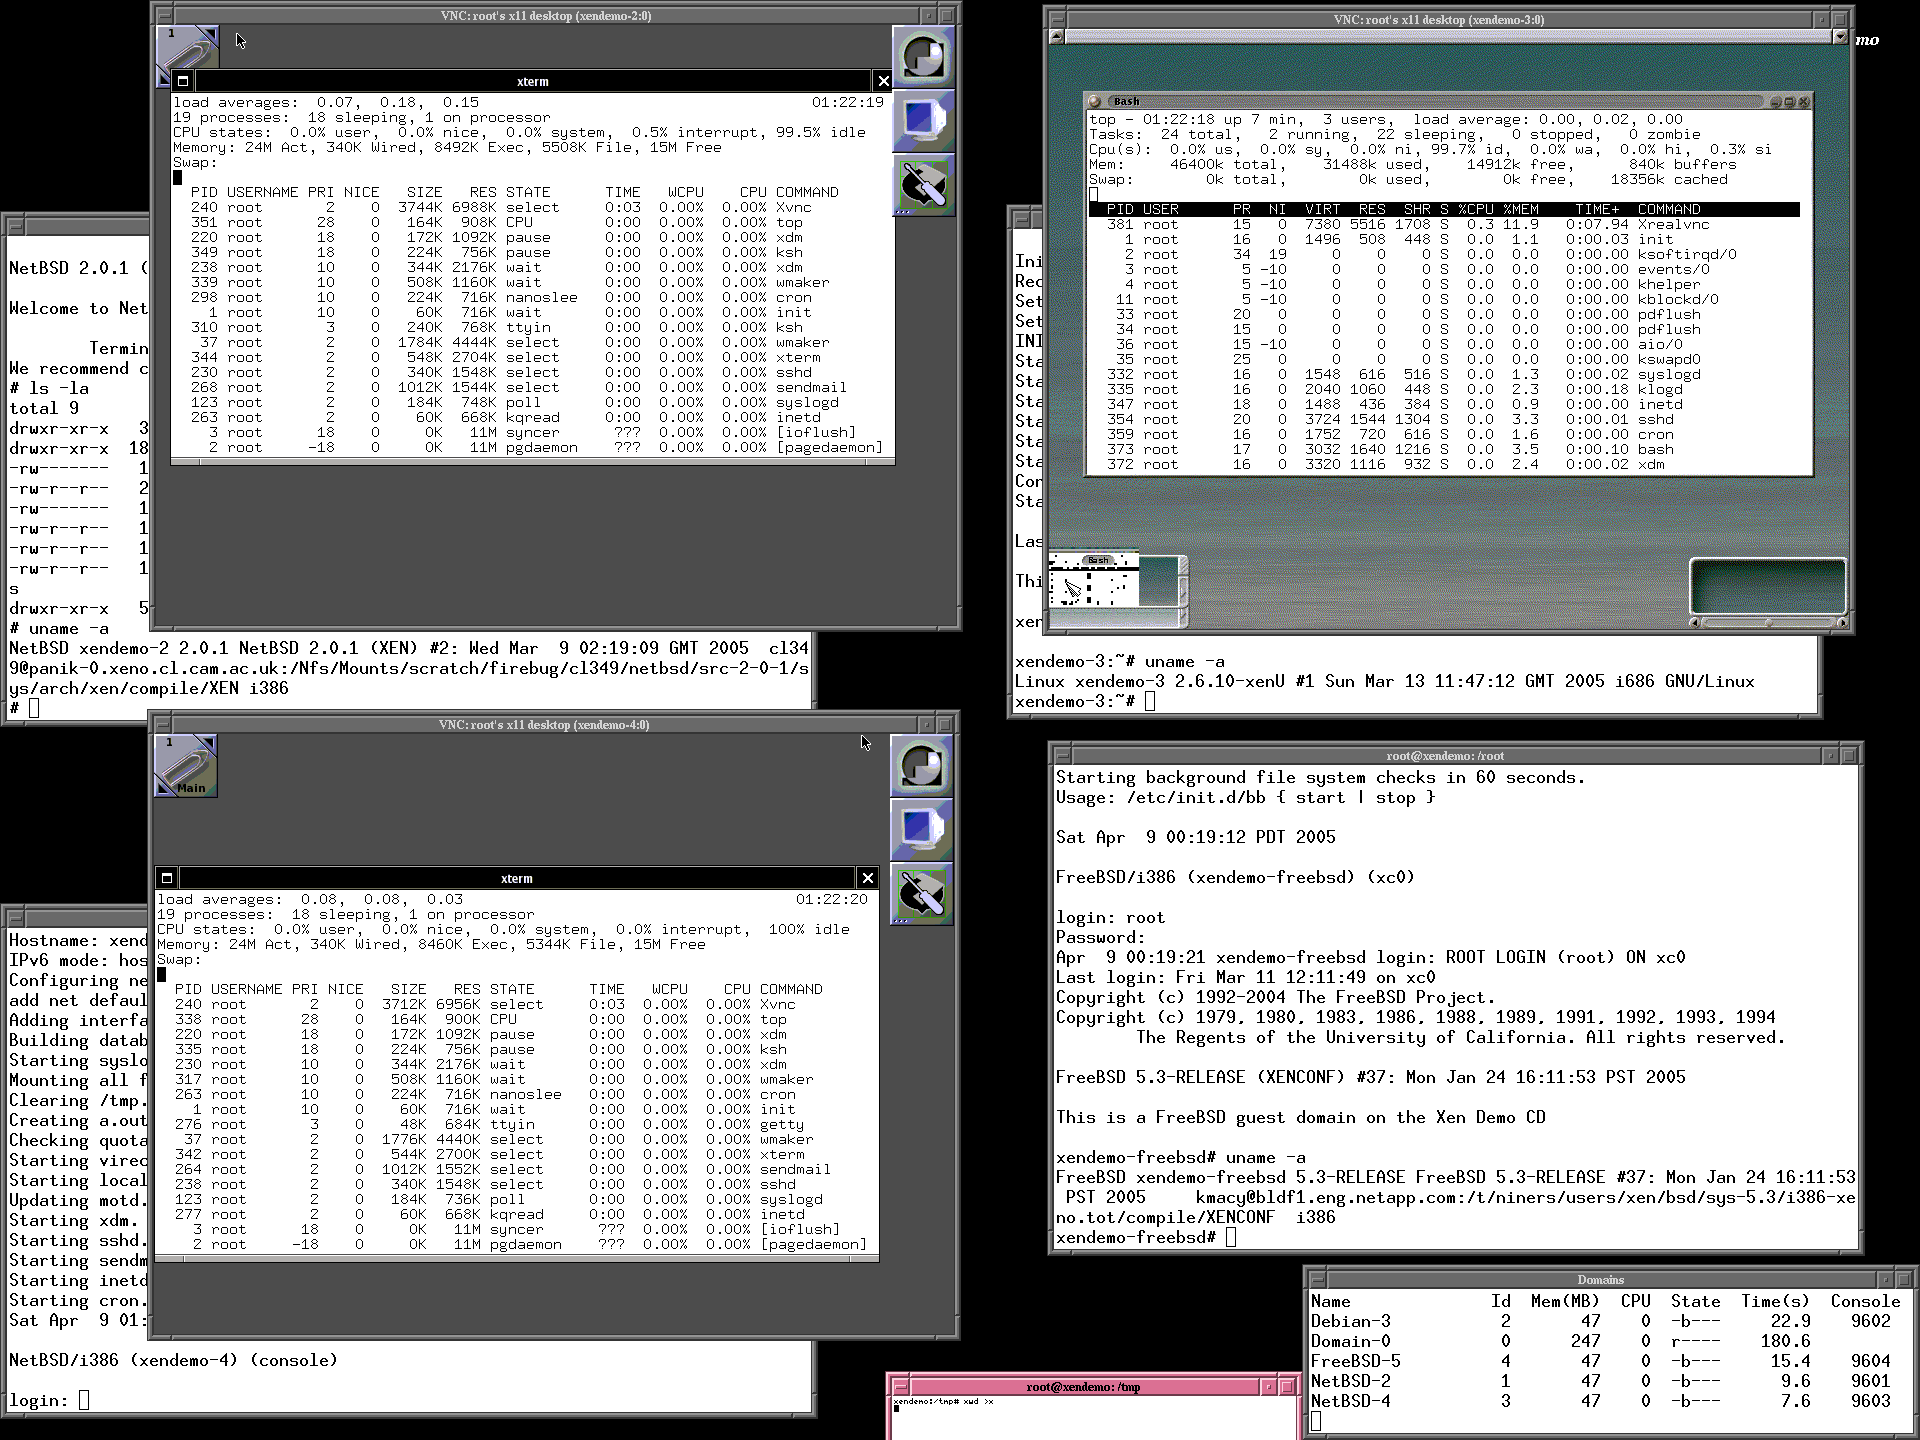 VNC: root's x11 desktop (xendemo-2:0)
1
xterm
load averages:  0.07,  0.18,  0.15    01:22:19
19 processes:  18 sleeping, 1 on processor
CPU states:  0.0% user,  0.0% nice,  0.0% system,  0.5% interrupt, 99.5% idle
Memory: 24M Act, 340K Wired, 8492K Exec, 5508K File, 15M Free
Swap:
PID USERNAME PRI NICE   SIZE   RES STATE      TIME   WCPU    CPU COMMAND
240 root       2    0  3744K 6988K select     0:03  0.00%  0.00% Xvnc
351 root      28    0   164K  908K CPU        0:00  0.00%  0.00% top
220 root      18    0   172K 1092K pause      0:00  0.00%  0.00% xdm
349 root      18    0   224K  756K pause      0:00  0.00%  0.00% ksh
238 root      10    0   344K 2176K wait       0:00  0.00%  0.00% xdm
339 root      10    0   508K 1160K wait       0:00  0.00%  0.00% wmaker
298 root      10    0   224K  716K nanoslee   0:00  0.00%  0.00% cron
1 root      10    0    60K  716K wait       0:00  0.00%  0.00% init
310 root       3    0   240K  768K ttyin      0:00  0.00%  0.00% ksh
37 root       2    0  1784K 4444K select     0:00  0.00%  0.00% wmaker
344 root       2    0   548K 2704K select     0:00  0.00%  0.00% xterm
230 root       2    0   340K 1548K select     0:00  0.00%  0.00% sshd
268 root       2    0  1012K 1544K select     0:00  0.00%  0.00% sendmail
123 root       2    0   184K  748K poll       0:00  0.00%  0.00% syslogd
263 root       2    0    60K  668K kqread     0:00  0.00%  0.00% inetd
3 root      18    0     0K   11M syncer      ???  0.00%  0.00% [ioflush]
2 root     -18    0     0K   11M pgdaemon    ???  0.00%  0.00% [pagedaemon]
NetBSD 2.0.1 (
Welcome to Net
Termin
We recommend c
# ls -la
total 9
drwxr-xr-x   3
drwxr-xr-x  18
-rw-------   1
-rw-r--r--   2
-rw-r--r--   1
-rw-r--r--   1
-rw-r--r--   1
-rw-r--r--   1
s
drwxr-xr-x   5
# uname -a
NetBSD xendemo-2 2.0.1 NetBSD 2.0.1 (XEN) #2: Wed Mar  9 02:19:09 GMT 2005  cl34
9@panik-0.xeno.cl.cam.ac.uk:/Nfs/Mounts/scratch/firebug/cl349/netbsd/src-2-0-1/s
ys/arch/xen/compile/XEN i386
#
VNC: root's x11 desktop (xendemo-3:0)
mo
Bash
top - 01:22:18 up 7 min,  3 users,  load average: 0.00, 0.02, 0.00
Tasks:  24 total,   2 running,  22 sleeping,   0 stopped,   0 zombie
Cpu(s):  0.0% us,  0.0% sy,  0.0% ni, 99.7% id,  0.0% wa,  0.0% hi,  0.3% si
Mem:     46400k total,    31488k used,    14912k free,      840k buffers
Swap:        0k total,        0k used,        0k free,    18356k cached
PID USER      PR  NI  VIRT  RES  SHR S %CPU %MEM    TIME+  COMMAND
381 root      15   0  7380 5516 1708 S  0.3 11.9   0:07.94 Xrealvnc
1 root      16   0  1496  508  448 S  0.0  1.1   0:00.03 init
2 root      34  19     0    0    0 S  0.0  0.0   0:00.00 ksoftirqd/0
3 root       5 -10     0    0    0 S  0.0  0.0   0:00.00 events/0
4 root       5 -10     0    0    0 S  0.0  0.0   0:00.00 khelper
11 root       5 -10     0    0    0 S  0.0  0.0   0:00.00 kblockd/0
33 root      20   0     0    0    0 S  0.0  0.0   0:00.00 pdflush
34 root      15   0     0    0    0 S  0.0  0.0   0:00.00 pdflush
36 root      15 -10     0    0    0 S  0.0  0.0   0:00.00 aio/0
35 root      25   0     0    0    0 S  0.0  0.0   0:00.00 kswapd0
332 root      16   0  1548  616  516 S  0.0  1.3   0:00.02 syslogd
335 root      16   0  2040 1060  448 S  0.0  2.3   0:00.18 klogd
347 root      18   0  1488  436  384 S  0.0  0.9   0:00.00 inetd
354 root      20   0  3724 1544 1304 S  0.0  3.3   0:00.01 sshd
359 root      16   0  1752  720  616 S  0.0  1.6   0:00.00 cron
373 root      17   0  3032 1640 1216 S  0.0  3.5   0:00.10 bash
372 root      16   0  3320 1116  932 S  0.0  2.4   0:00.02 xdm
Bash
Ini
Rec
Set
Set
INI
Sta
Sta
Sta
Sta
Sta
Sta
Con
Sta
Las
Thi
xen
xendemo-3:~# uname -a
Linux xendemo-3 2.6.10-xenU #1 Sun Mar 13 11:47:12 GMT 2005 i686 GNU/Linux
xendemo-3:~#
VNC: root's x11 desktop (xendemo-4:0)
1
Main
xterm
load averages:  0.08,  0.08,  0.03    01:22:20
19 processes:  18 sleeping, 1 on processor
CPU states:  0.0% user,  0.0% nice,  0.0% system,  0.0% interrupt,  100% idle
Memory: 24M Act, 340K Wired, 8460K Exec, 5344K File, 15M Free
Swap:
PID USERNAME PRI NICE   SIZE   RES STATE      TIME   WCPU    CPU COMMAND
240 root       2    0  3712K 6956K select     0:03  0.00%  0.00% Xvnc
338 root      28    0   164K  900K CPU        0:00  0.00%  0.00% top
220 root      18    0   172K 1092K pause      0:00  0.00%  0.00% xdm
335 root      18    0   224K  756K pause      0:00  0.00%  0.00% ksh
230 root      10    0   344K 2176K wait       0:00  0.00%  0.00% xdm
317 root      10    0   508K 1160K wait       0:00  0.00%  0.00% wmaker
263 root      10    0   224K  716K nanoslee   0:00  0.00%  0.00% cron
1 root      10    0    60K  716K wait       0:00  0.00%  0.00% init
276 root       3    0    48K  684K ttyin      0:00  0.00%  0.00% getty
37 root       2    0  1776K 4440K select     0:00  0.00%  0.00% wmaker
342 root       2    0   544K 2700K select     0:00  0.00%  0.00% xterm
264 root       2    0  1012K 1552K select     0:00  0.00%  0.00% sendmail
238 root       2    0   340K 1548K select     0:00  0.00%  0.00% sshd
123 root       2    0   184K  736K poll       0:00  0.00%  0.00% syslogd
277 root       2    0    60K  668K kqread     0:00  0.00%  0.00% inetd
3 root      18    0     0K   11M syncer      ???  0.00%  0.00% [ioflush]
2 root     -18    0     0K   11M pgdaemon    ???  0.00%  0.00% [pagedaemon]
Hostname: xend
IPv6 mode: hos
Configuring ne
add net defaul
Adding interfa
Building datab
Starting syslo
Mounting all f
Clearing /tmp.
Creating a.out
Checking quota
Starting virec
Starting local
Updating motd.
Starting xdm.
Starting sshd.
Starting sendm
Starting inetd
Starting cron.
Sat Apr  9 01:
NetBSD/i386 (xendemo-4) (console)
login:
root@xendemo: /root
Starting background file system checks in 60 seconds.
Usage: /etc/init.d/bb { start | stop }
Sat Apr  9 00:19:12 PDT 2005
FreeBSD/i386 (xendemo-freebsd) (xc0)
login: root
Password:
Apr  9 00:19:21 xendemo-freebsd login: ROOT LOGIN (root) ON xc0
Last login: Fri Mar 11 12:11:49 on xc0
Copyright (c) 1992-2004 The FreeBSD Project.
Copyright (c) 1979, 1980, 1983, 1986, 1988, 1989, 1991, 1992, 1993, 1994
The Regents of the University of California. All rights reserved.
FreeBSD 5.3-RELEASE (XENCONF) #37: Mon Jan 24 16:11:53 PST 2005
This is a FreeBSD guest domain on the Xen Demo CD
xendemo-freebsd# uname -a
FreeBSD xendemo-freebsd 5.3-RELEASE FreeBSD 5.3-RELEASE #37: Mon Jan 24 16:11:53
PST 2005     kmacy@bldf1.eng.netapp.com:/t/niners/users/xen/bsd/sys-5.3/i386-xe
no.tot/compile/XENCONF  i386
xendemo-freebsd#
root@xendemo: /tmp
xendemo:/tmp# xwd >x
Domains
Name              Id  Mem(MB)  CPU  State  Time(s)  Console
Debian-3           2       47    0  -b---     22.9     9602
Domain-0           0      247    0  r----    180.6
FreeBSD-5          4       47    0  -b---     15.4     9604
NetBSD-2           1       47    0  -b---      9.6     9601
NetBSD-4           3       47    0  -b---      7.6     9603